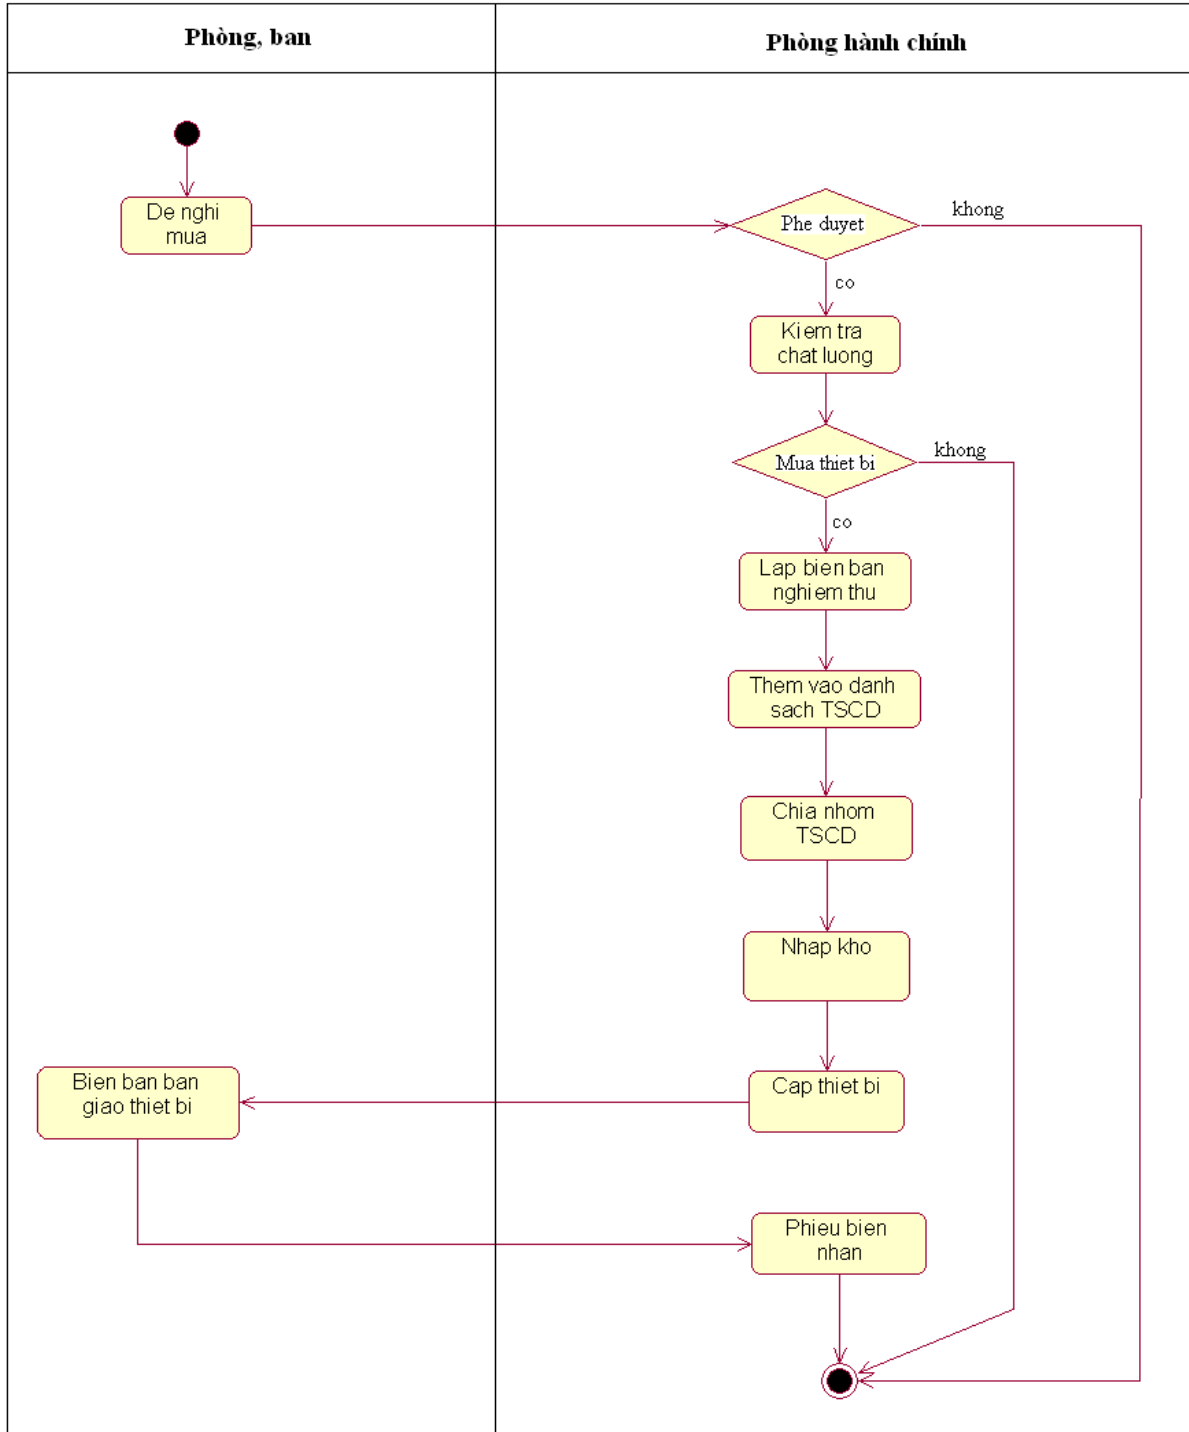 Phòng, ban
Phòng hành chính
De nghi
mua
Phe duyet
khong
co
Kiem tra
chat luong
Mua thiet bi
khong
co
Lap bien ban
nghiem thu
Them vao danh
sach TSCD
Chia nhom
TSCD
Nhap kho
Cap thiet bi
Bien ban ban
giao thiet bi
Phieu bien
nhan